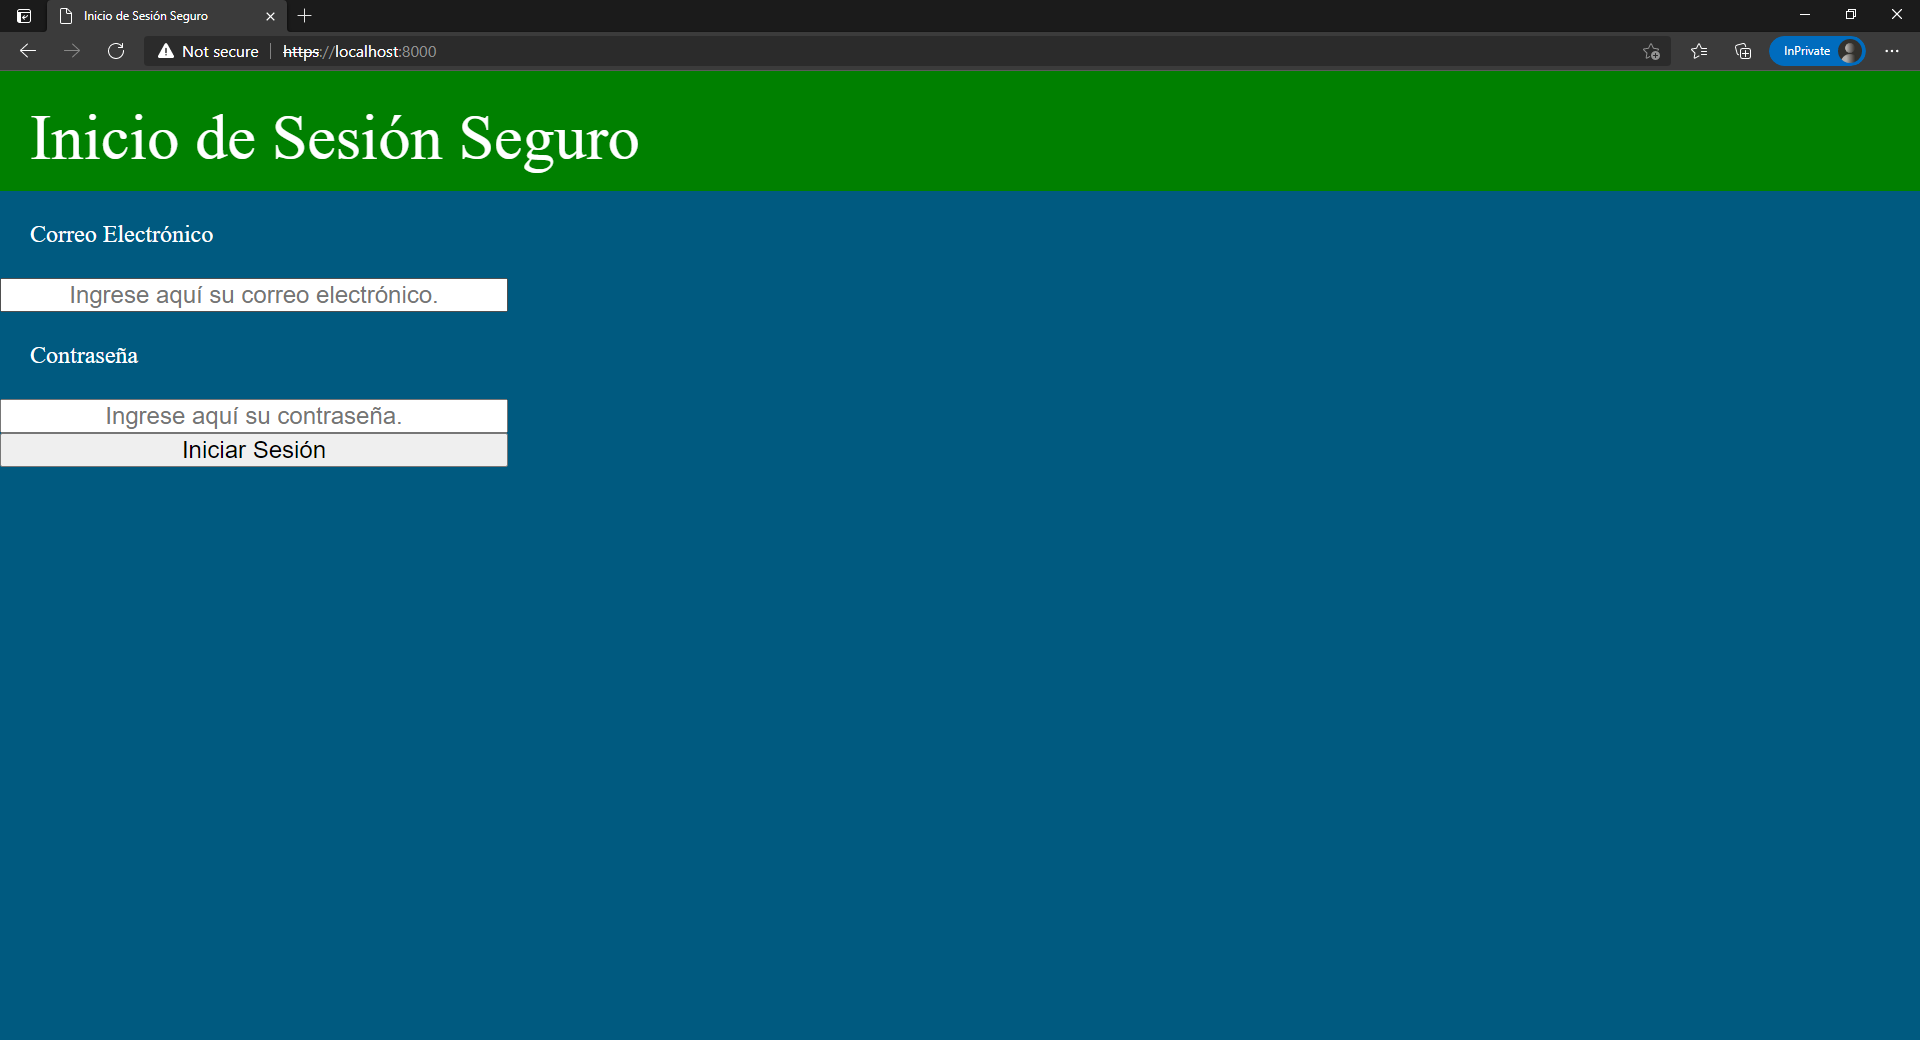 Inicio de Sesión Seguro
Not secure https://localhost:8000 InPrivate
Inicio de Sesión Seguro
Correo Electrónico
Ingrese aquí su correo electrónico.
Contraseña
Ingrese aquí su contraseña.
Iniciar Sesión